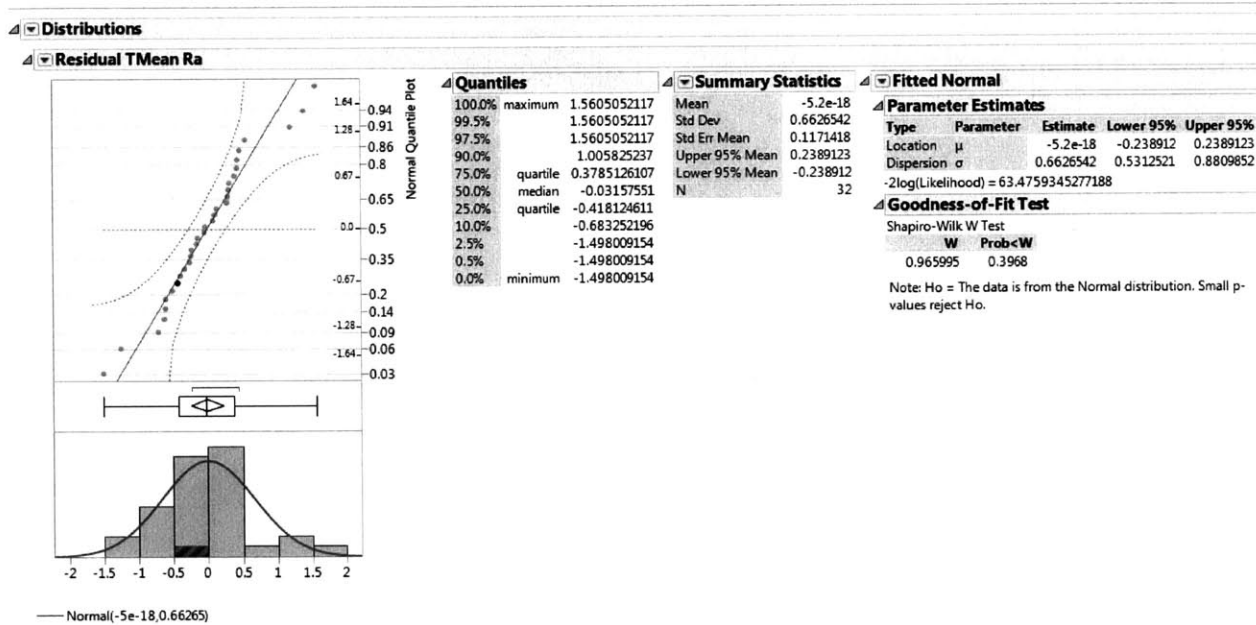 Distributions
Residual TMean Ra
Normal Quantile Plot
1.64
1.28
0.67
0.0
-0.67
-1.28
-1.64
0.94
0.91
0.86
0.8
0.65
0.5
0.35
0.2
0.14
0.09
0.06
0.03
-2 -1.5 -1 -0.5 0 0.5 1 1.5 2
Normal(-5e-18,0.66265)
Quantiles
100.0% maximum 1.5605052117
99.5% 1.5605052117
97.5% 1.5605052117
90.0% 1.005825237
75.0% quartile 0.3785126107
50.0% median -0.03157551
25.0% quartile -0.418124611
10.0% -0.683252196
2.5% -1.498009154
0.5% -1.498009154
0.0% minimum -1.498009154
Summary Statistics
Mean -5.2e-18
Std Dev 0.6626542
Std Err Mean 0.1171418
Upper 95% Mean 0.2389123
Lower 95% Mean -0.238912
N 32
Fitted Normal
Parameter Estimates
Type Parameter Estimate Lower 95% Upper 95%
Location μ -5.2e-18 -0.238912 0.2389123
Dispersion σ 0.6626542 0.5312521 0.8809852
-2log(Likelihood) = 63.4759345277188
Goodness-of-Fit Test
Shapiro-Wilk W Test
W Prob<W
0.965995 0.3968
Note: Ho = The data is from the Normal distribution. Small p-
values reject Ho.